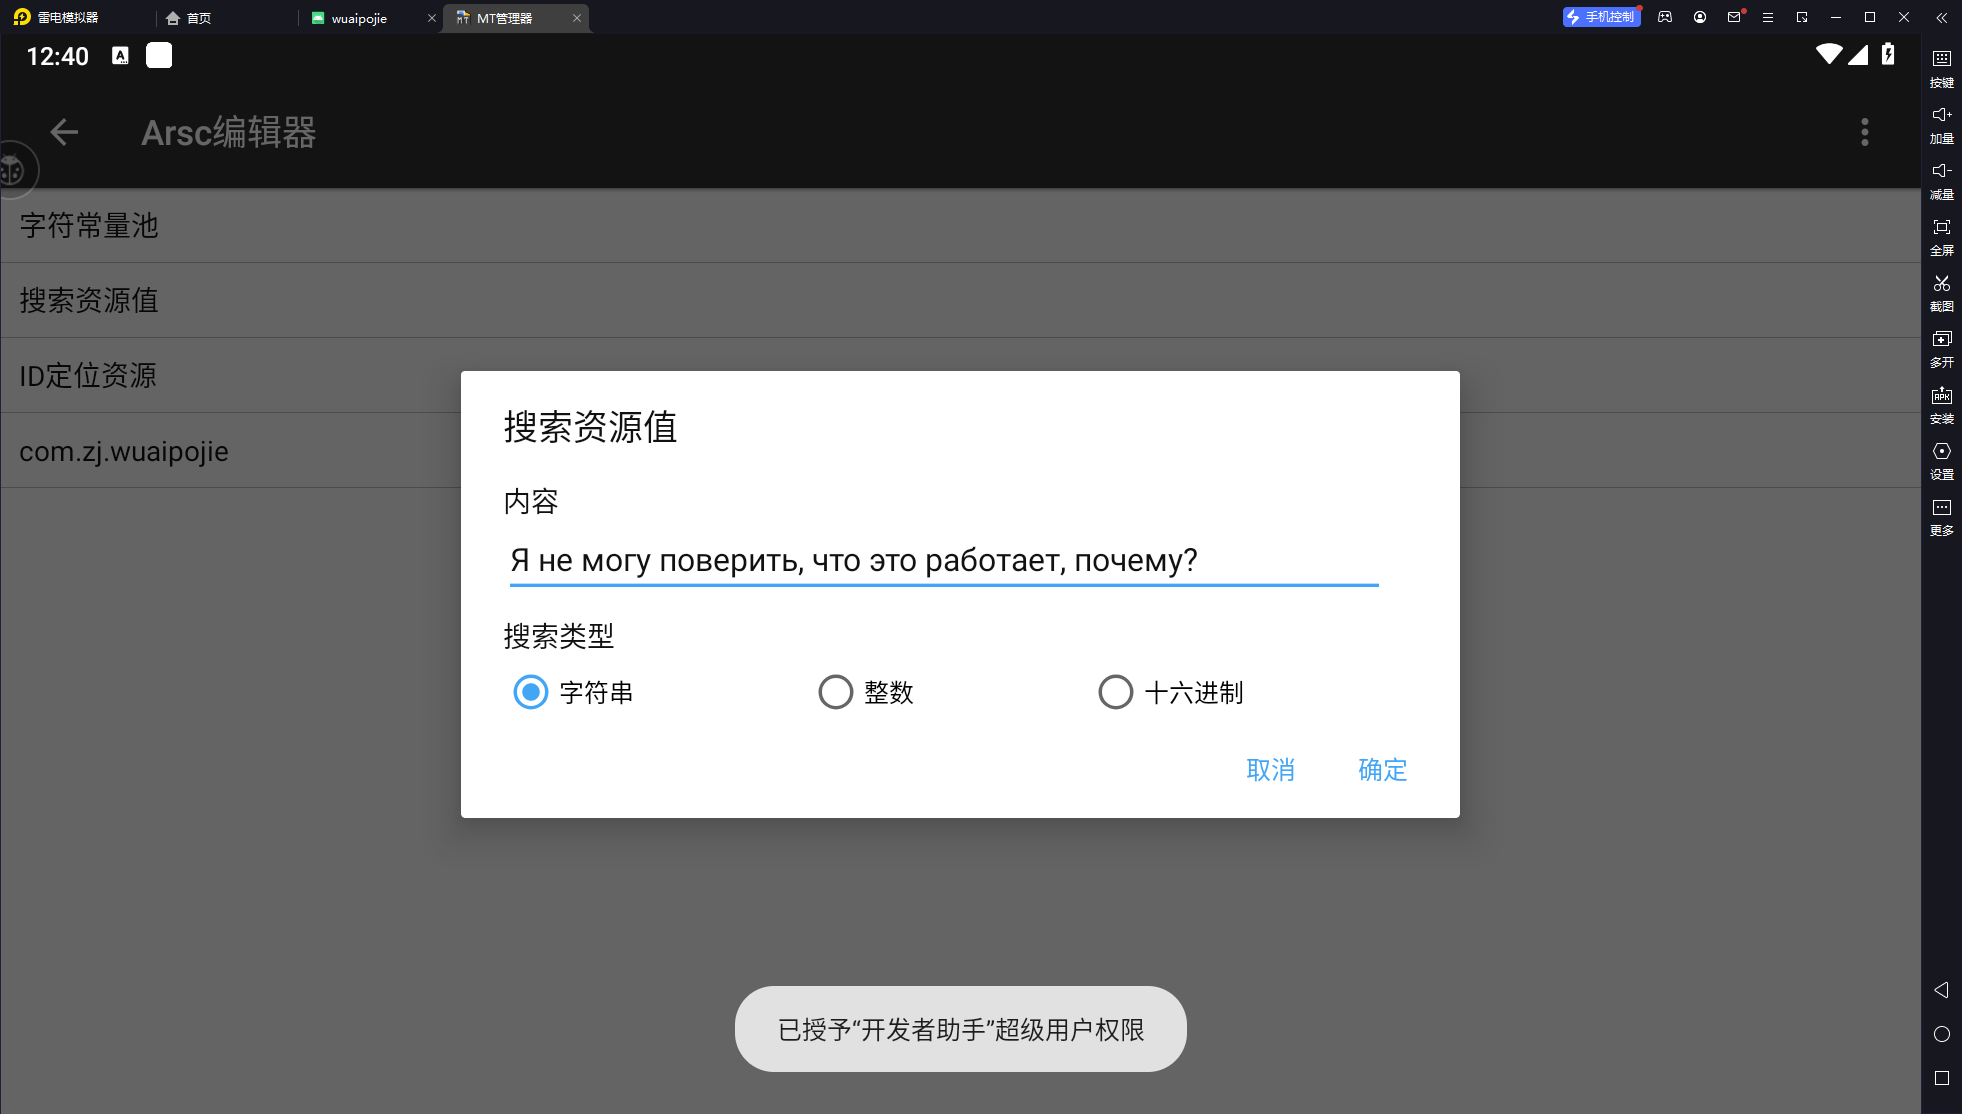 雷电模拟器
首页
wuaipojie
MT管理器
手机控制
12:40
Arsc编辑器
字符常量池
搜索资源值
ID定位资源
com.zj.wuaipojie
搜索资源值
内容
Я не могу поверить, что это работает, почему?
搜索类型
字符串
整数
十六进制
取消
确定
已授予“开发者助手”超级用户权限
按键
加量
减量
全屏
截图
多开
APK
安装
设置
更多